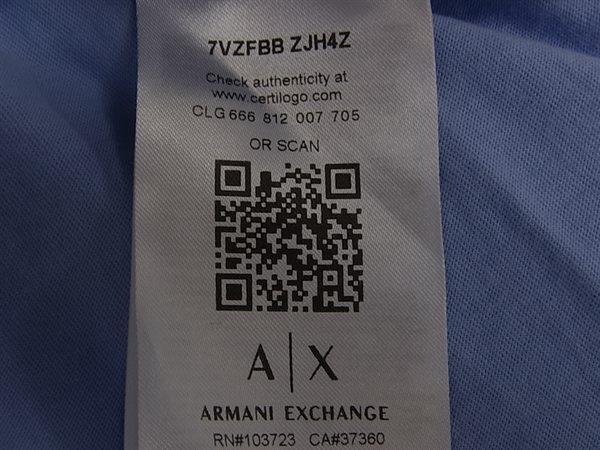 7VZFBB ZJH4Z
Check authenticity at
www.certilogo.com
CLG 666 812 007 705
OR SCAN
A|X
ARMANI EXCHANGE
RN#103723 CA#37360